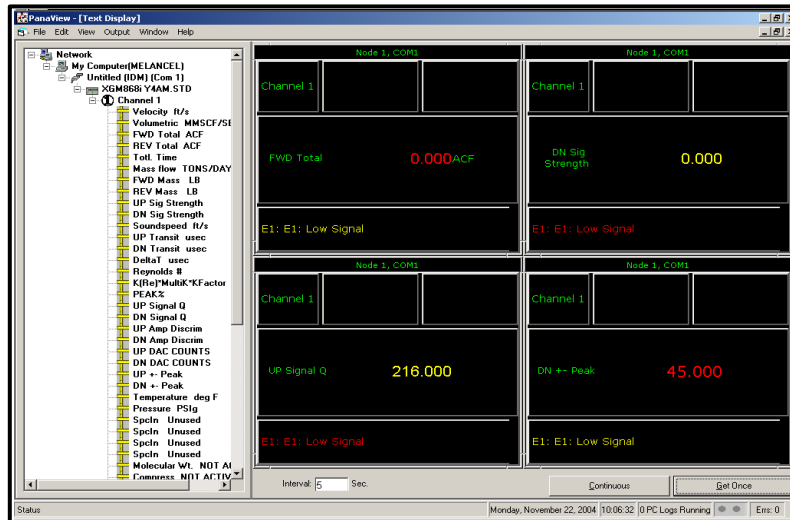 PanaView - [Text Display]
File Edit View Output Window Help
Network
My Computer(MELANCEL)
Untitled (IDM) (Com 1)
XGM868i Y4AM.STD
1 Channel 1
Velocity ft/s
Volumetric MMSCF/SE
FWD Total ACF
REV Total ACF
Totl. Time
Mass flow TONS/DAY
FWD Mass LB
REV Mass LB
UP Sig Strength
DN Sig Strength
Soundspeed ft/s
UP Transit usec
DN Transit usec
DeltaT usec
Reynolds #
K(Re)*MultiK*KFactor
PEAK%
UP Signal Q
DN Signal Q
UP Amp Discrim
DN Amp Discrim
UP DAC COUNTS
DN DAC COUNTS
UP +- Peak
DN +- Peak
Temperature deg F
Pressure PSIg
SpcIn Unused
SpcIn Unused
SpcIn Unused
SpcIn Unused
Molecular Wt. NOT A
Compress NOT ACTIV
Node 1, COM1
Channel 1
FWD Total 0.000 ACF
E1: E1: Low Signal
Node 1, COM1
Channel 1
DN Sig
Strength 0.000
E1: E1: Low Signal
Node 1, COM1
Channel 1
UP Signal Q 216.000
E1: E1: Low Signal
Node 1, COM1
Channel 1
DN +- Peak 45.000
E1: E1: Low Signal
Interval: 5 Sec.
Continuous
Get Once
Status
Monday, November 22, 2004 10:06:32 0 PC Logs Running Errs: 0